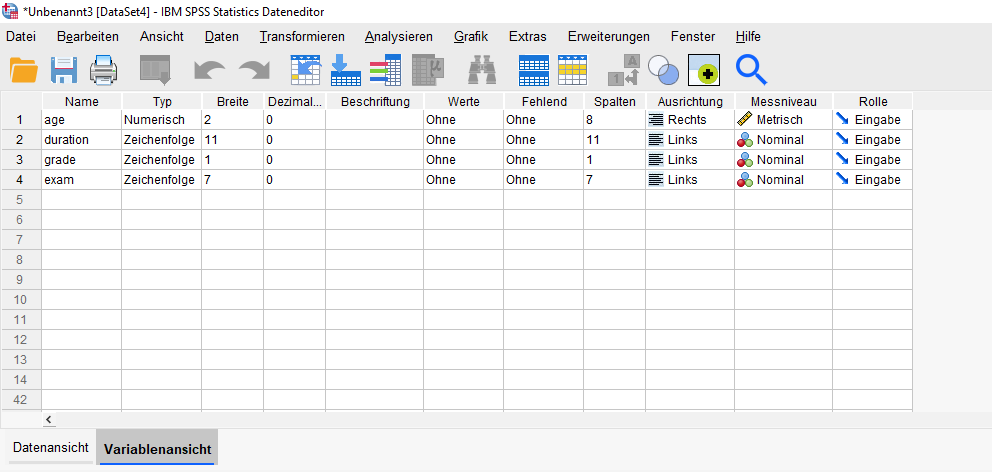 *Unbenannt3 [DataSet4] - IBM SPSS Statistics Dateneditor
Datei Bearbeiten Ansicht Daten Transformieren Analysieren Grafik Extras Erweiterungen Fenster Hilfe
A
1 µ
Name Typ Breite Dezimal... Beschriftung Werte Fehlend Spalten Ausrichtung Messniveau Rolle
1 age Numerisch 2 0 Ohne Ohne 8 Rechts Metrisch Eingabe
2 duration Zeichenfolge 11 0 Ohne Ohne 11 Links Nominal Eingabe
3 grade Zeichenfolge 1 0 Ohne Ohne 1 Links Nominal Eingabe
4 exam Zeichenfolge 7 0 Ohne Ohne 7 Links Nominal Eingabe
5
6
7
8
9
10
11
12
13
14
42
Datenansicht Variablenansicht